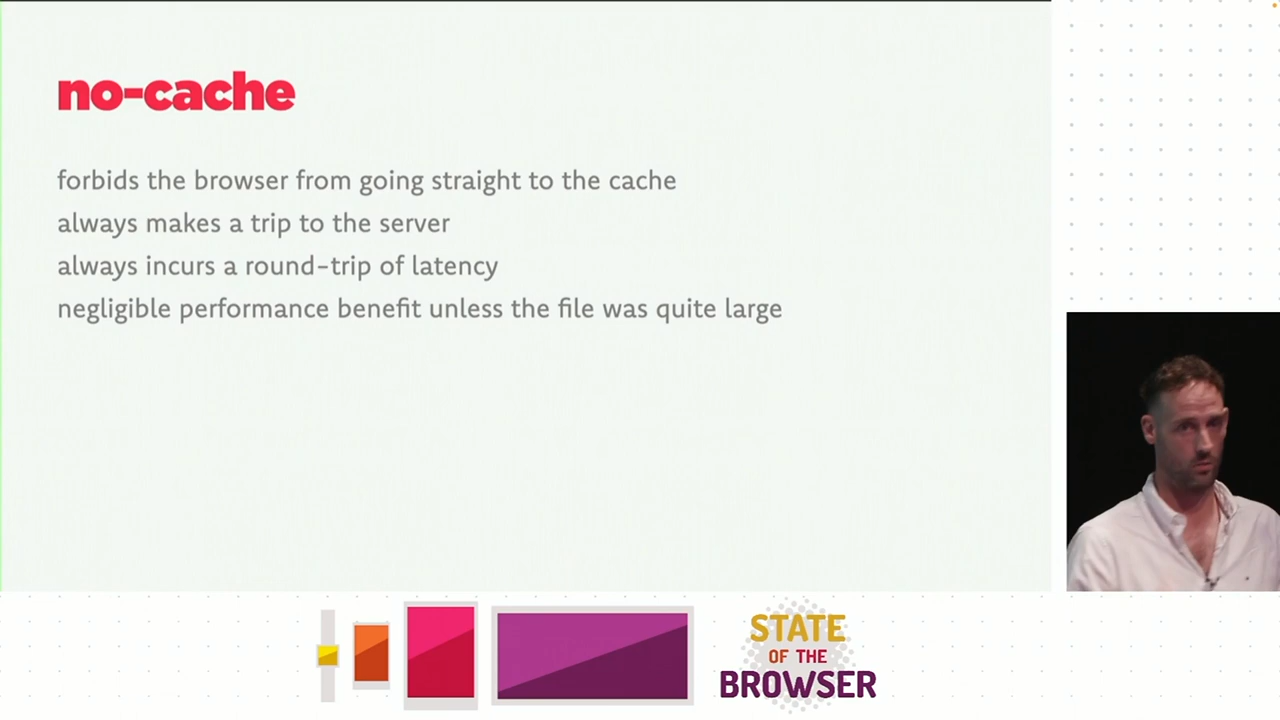 no-cache
forbids the browser from going straight to the cache
always makes a trip to the server
always incurs a round-trip of latency
negligible performance benefit unless the file was quite large
STATE
OF THE
BROWSER